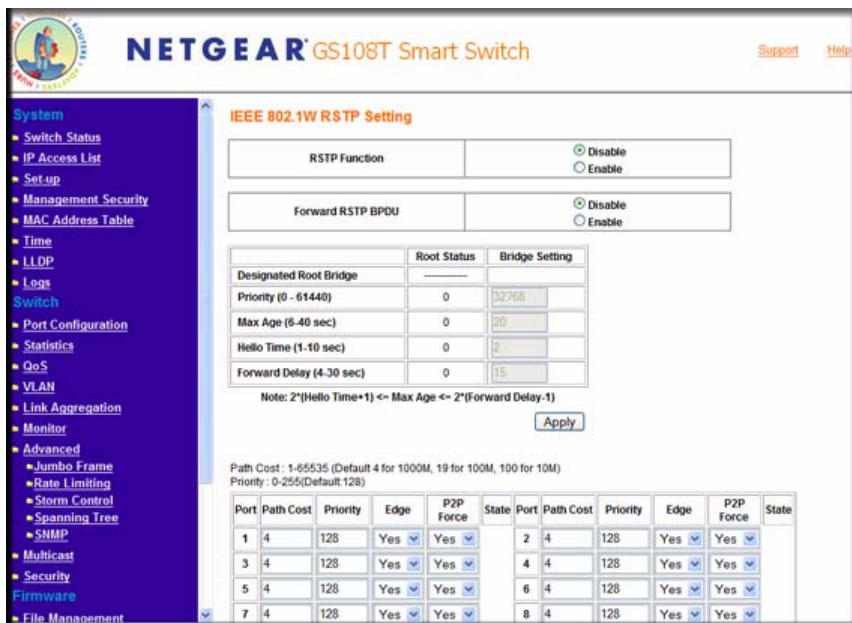 NETGEAR GS108T Smart Switch
Support Help
System
Switch Status
IP Access List
Set-up
Management Security
MAC Address Table
Time
LLDP
Logs
Switch
Port Configuration
Statistics
QoS
VLAN
Link Aggregation
Monitor
Advanced
Jumbo Frame
Rate Limiting
Storm Control
Spanning Tree
SNMP
Multicast
Security
Firmware
File Management
IEEE 802.1W RSTP Setting
RSTP Function Disable
Enable
Forward RSTP BPDU Disable
Enable
Root Status Bridge Setting
Designated Root Bridge ------------
Priority (0 - 61440) 0 32768
Max Age (6-40 sec) 0 20
Hello Time (1-10 sec) 0 2
Forward Delay (4-30 sec) 0 15
Note: 2*(Hello Time+1) <= Max Age <= 2*(Forward Delay-1)
Apply
Path Cost : 1-65535 (Default 4 for 1000M, 19 for 100M, 100 for 10M)
Priority : 0-255(Default:128)
Port Path Cost Priority Edge P2P Force State Port Path Cost Priority Edge P2P Force State
1 4 128 Yes Yes 2 4 128 Yes Yes
3 4 128 Yes Yes 4 4 128 Yes Yes
5 4 128 Yes Yes 6 4 128 Yes Yes
7 4 128 Yes Yes 8 4 128 Yes Yes